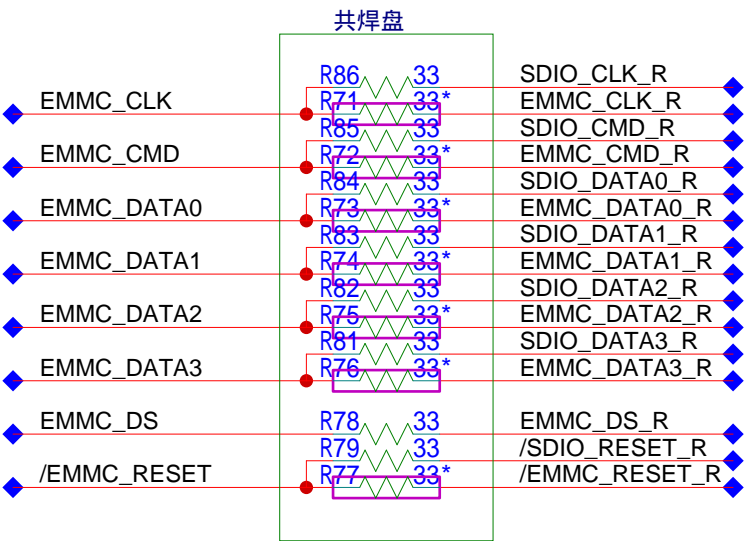 共焊盘
R86 33 SDIO_CLK_R
EMMC_CLK R71 33* EMMC_CLK_R
R85 33 SDIO_CMD_R
EMMC_CMD R72 33* EMMC_CMD_R
R84 33 SDIO_DATA0_R
EMMC_DATA0 R73 33* EMMC_DATA0_R
R83 33 SDIO_DATA1_R
EMMC_DATA1 R74 33* EMMC_DATA1_R
R82 33 SDIO_DATA2_R
EMMC_DATA2 R75 33* EMMC_DATA2_R
R81 33 SDIO_DATA3_R
EMMC_DATA3 R76 33* EMMC_DATA3_R
EMMC_DS R78 33 EMMC_DS_R
R79 33 /SDIO_RESET_R
/EMMC_RESET R77 33* /EMMC_RESET_R